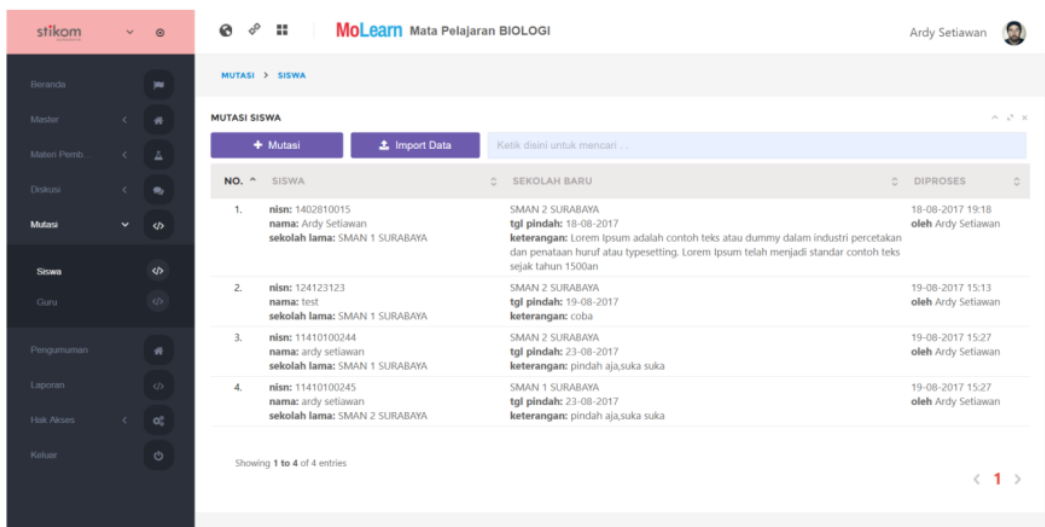 stikom
MoLearn Mata Pelajaran BIOLOGI
Ardy Setiawan
Beranda
Master
Materi Pemb...
Diskusi
Mutasi
Siswa
Guru
Pengumuman
Laporan
Hak Akses
Keluar
MUTASI > SISWA
MUTASI SISWA
+ Mutasi
Import Data
Ketik disini untuk mencari . .
NO. SISWA SEKOLAH BARU DIPROSES
1. nisn: 1402810015 SMAN 2 SURABAYA 18-08-2017 19:18
nama: Ardy Setiawan tgl pindah: 18-08-2017 oleh Ardy Setiawan
sekolah lama: SMAN 1 SURABAYA keterangan: Lorem Ipsum adalah contoh teks atau dummy dalam industri percetakan
dan penataan huruf atau typesetting. Lorem Ipsum telah menjadi standar contoh teks
sejak tahun 1500an
2. nisn: 124123123 SMAN 2 SURABAYA 19-08-2017 15:13
nama: test tgl pindah: 19-08-2017 oleh Ardy Setiawan
sekolah lama: SMAN 1 SURABAYA keterangan: coba
3. nisn: 11410100244 SMAN 2 SURABAYA 19-08-2017 15:27
nama: ardy setiawan tgl pindah: 23-08-2017 oleh Ardy Setiawan
sekolah lama: SMAN 1 SURABAYA keterangan: pindah aja,suka suka
4. nisn: 11410100245 SMAN 1 SURABAYA 19-08-2017 15:27
nama: ardy setiawan tgl pindah: 23-08-2017 oleh Ardy Setiawan
sekolah lama: SMAN 2 SURABAYA keterangan: pindah aja,suka suka
Showing 1 to 4 of 4 entries
< 1 >